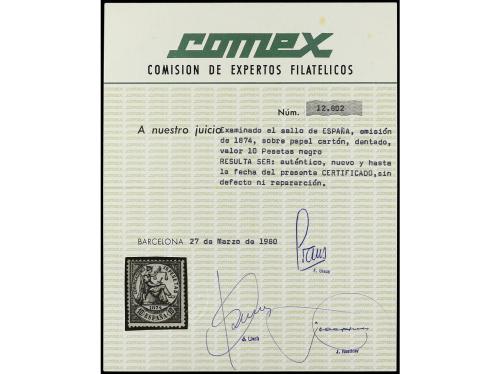 comex
COMISION DE EXPERTOS FILATELICOS
Núm. 12.802
A nuestro juicio Examinado el sello de ESPAÑA, emisión
de 1874, sobre papel cartón, dentado,
valor 10 Pesetas negro
RESULTA SER: auténtico, nuevo y hasta
la fecha del presente CERTIFICADO,sin
defecto ni reparación.
BARCELONA 27 de Marzo de 1980
1874
ESPAÑA